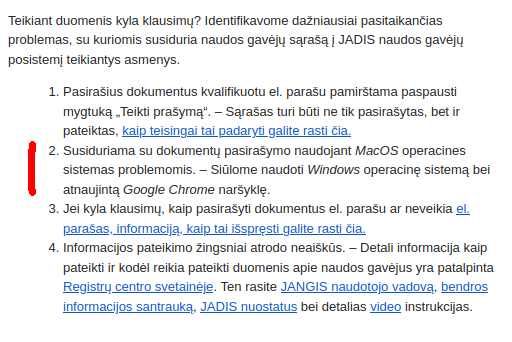 Teikiant duomenis kyla klausimų? Identifikavome dažniausiai pasitaikančias
problemas, su kuriomis susiduria naudos gavėjų sąrašą į JADIS naudos gavėjų
posistemį teikiantys asmenys.
1. Pasirašius dokumentus kvalifikuotu el. parašu pamirštama paspausti
mygtuką „Teikti prašymą“. – Sąrašas turi būti ne tik pasirašytas, bet ir
pateiktas, kaip teisingai tai padaryti galite rasti čia.
2. Susiduriama su dokumentų pasirašymo naudojant MacOS operacines
sistemas problemomis. – Siūlome naudoti Windows operacinę sistemą bei
atnaujintą Google Chrome naršyklę.
3. Jei kyla klausimų, kaip pasirašyti dokumentus el. parašu ar neveikia el.
parašas, informaciją, kaip tai išspręsti galite rasti čia.
4. Informacijos pateikimo žingsniai atrodo neaiškūs. – Detali informacija kaip
pateikti ir kodėl reikia pateikti duomenis apie naudos gavėjus yra patalpinta
Registrų centro svetainėje. Ten rasite JANGIS naudotojo vadovą, bendros
informacijos santrauką, JADIS nuostatus bei detalias video instrukcijas.